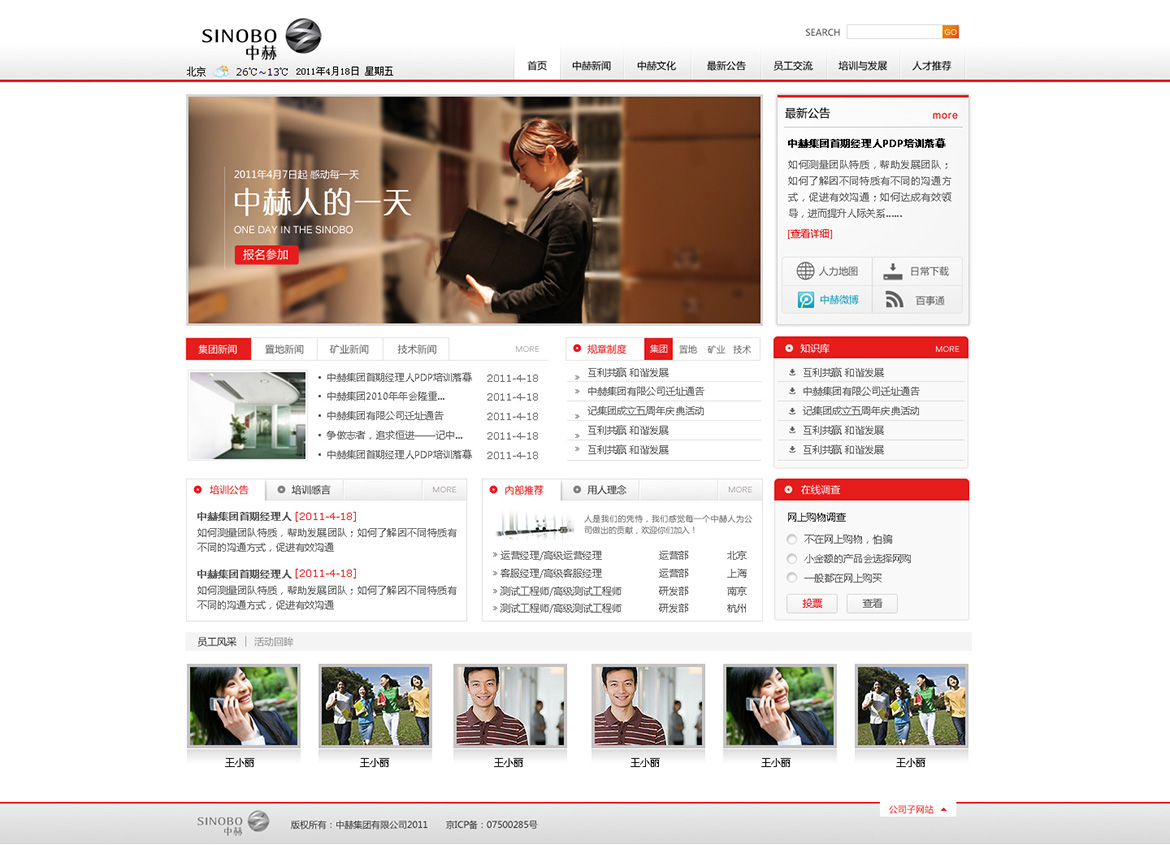 SINOBO
中赫
SEARCH
GO
北京 26℃~13℃ 2011年4月18日 星期五
首页 中赫新闻 中赫文化 最新公告 员工交流 培训与发展 人才推荐
2011年4月7日起 感动每一天
中赫人的一天
ONE DAY IN THE SINOBO
报名参加
最新公告 more
中赫集团首期经理人PDP培训落幕
如何测量团队特质，帮助发展团队；
如何了解因不同特质有不同的沟通方
式，促进有效沟通；如何达成有效领
导，进而提升人际关系......
[查看详细]
人力地图 日常下载
中赫微博 百事通
集团新闻 置地新闻 矿业新闻 技术新闻 MORE
• 中赫集团首期经理人PDP培训落幕 2011-4-18
• 中赫集团2010年年会隆重... 2011-4-18
• 中赫集团有限公司迁址通告 2011-4-18
• 争做志者，追求恒进——记中... 2011-4-18
• 中赫集团首期经理人PDP培训落幕 2011-4-18
规章制度 集团 置地 矿业 技术
» 互利共赢 和谐发展
» 中赫集团有限公司迁址通告
» 记集团成立五周年庆典活动
» 互利共赢 和谐发展
» 互利共赢 和谐发展
知识库 MORE
互利共赢 和谐发展
中赫集团有限公司迁址通告
记集团成立五周年庆典活动
互利共赢 和谐发展
互利共赢 和谐发展
培训公告 培训感言 MORE
中赫集团首期经理人 [2011-4-18]
如何测量团队特质，帮助发展团队；如何了解因不同特质有
不同的沟通方式，促进有效沟通
中赫集团首期经理人 [2011-4-18]
如何测量团队特质，帮助发展团队；如何了解因不同特质有
不同的沟通方式，促进有效沟通
内部推荐 用人理念 MORE
人是我们的凭恃，我们感觉每一个中赫人为公
司做出的贡献，欢迎你们加入！
» 运营经理/高级运营经理 运营部 北京
» 客服经理/高级客服经理 运营部 上海
» 测试工程师/高级测试工程师 研发部 南京
» 测试工程师/高级测试工程师 研发部 杭州
在线调查
网上购物调查
不在网上购物，怕骗
小金额的产品会选择网购
一般都在网上购买
投票 查看
员工风采 | 活动回眸
王小丽 王小丽 王小丽 王小丽 王小丽 王小丽
公司子网站
SINOBO
中赫
版权所有：中赫集团有限公司2011 京ICP备：07500285号